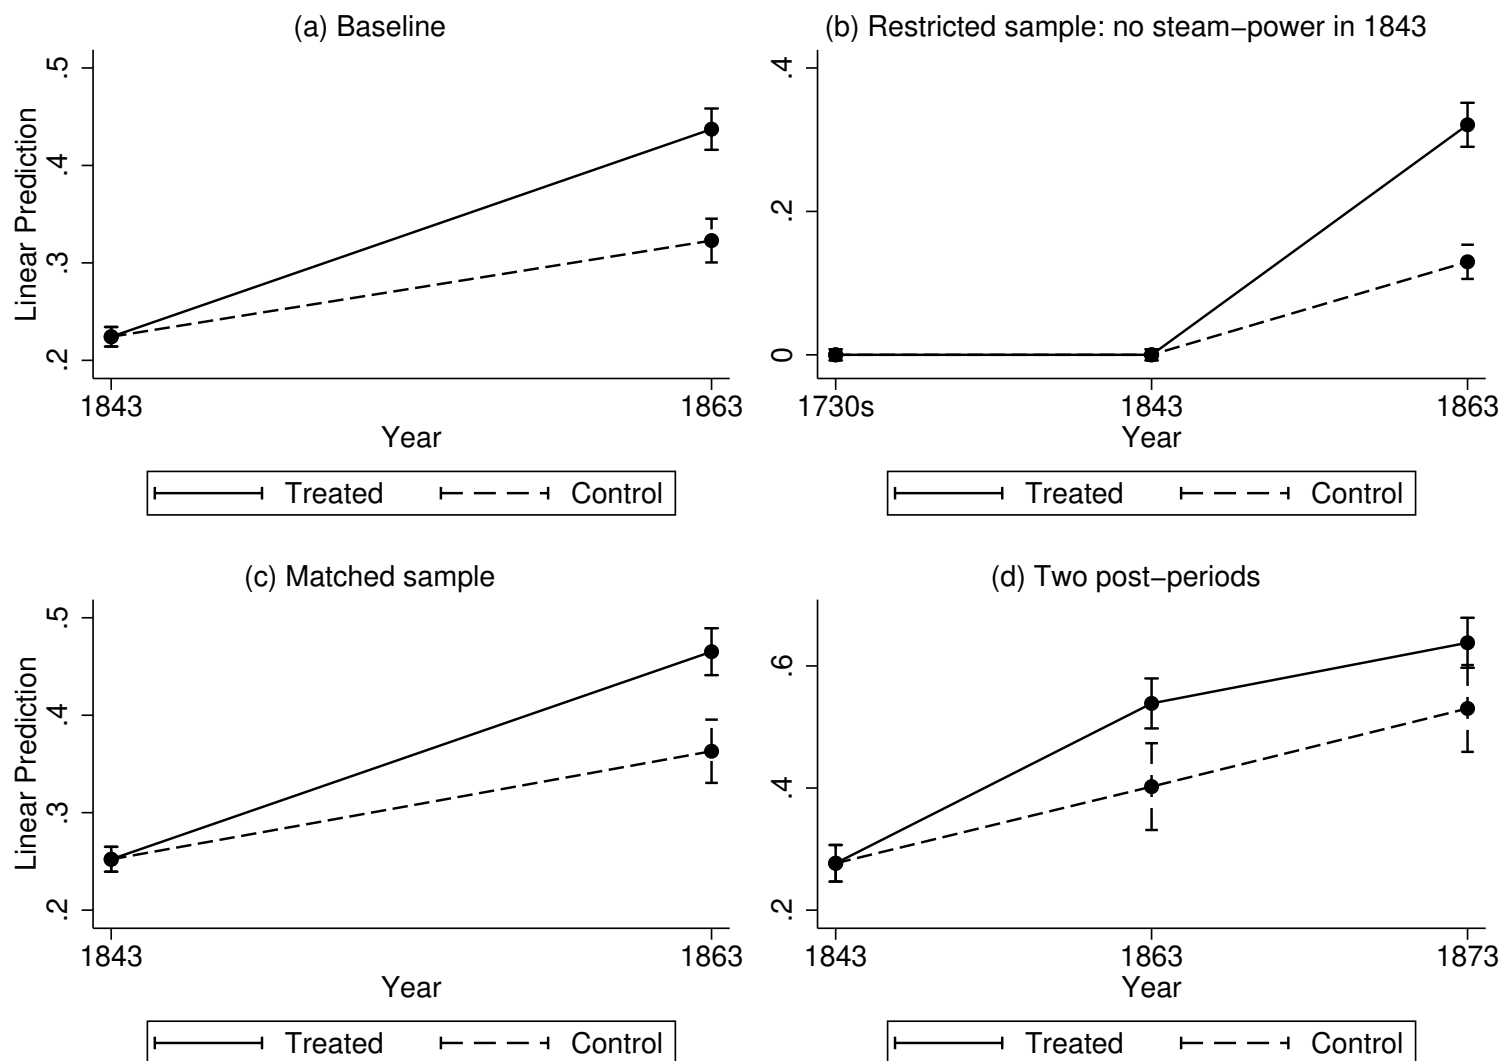 (a) Baseline
Linear Prediction
.5
.4
.3
.2
1843
1863
Year
Treated
Control
(b) Restricted sample: no steam−power in 1843
.4
.2
0
1730s
1843
1863
Year
Treated
Control
(c) Matched sample
Linear Prediction
.5
.4
.3
.2
1843
1863
Year
Treated
Control
(d) Two post−periods
.6
.4
.2
1843
1863
1873
Year
Treated
Control